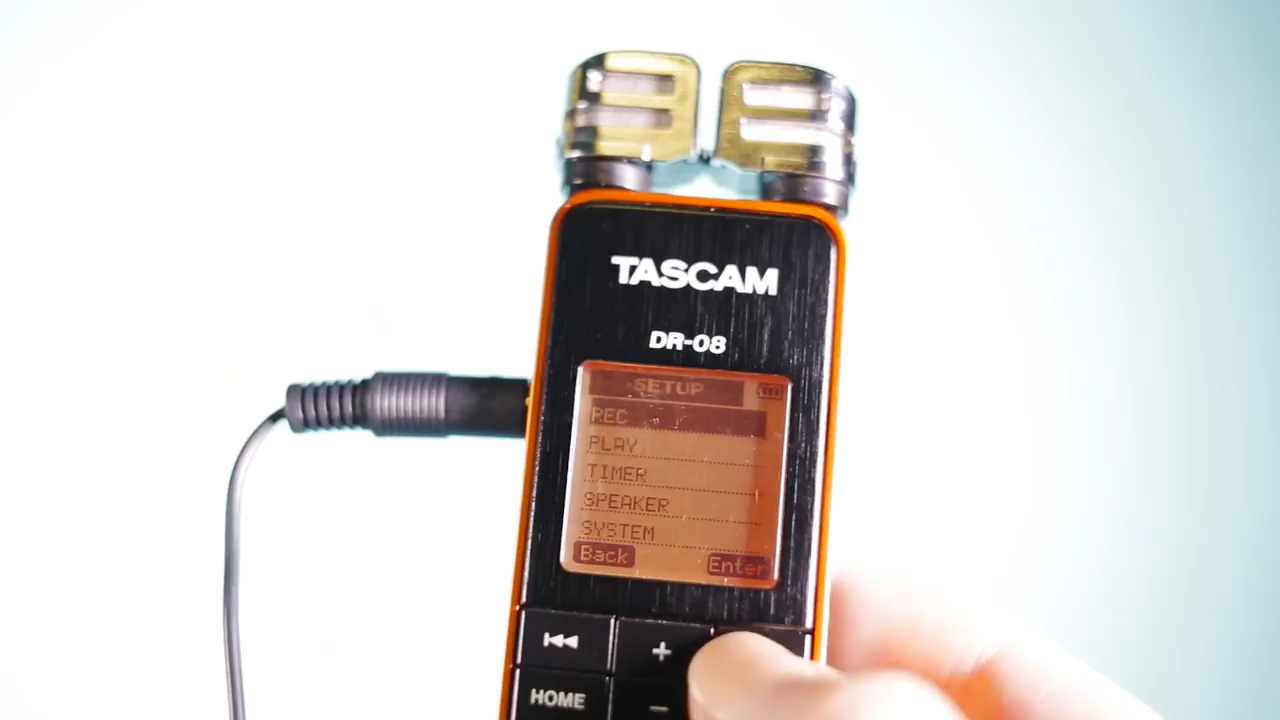 TASCAM
DR-08
SETUP
REC
PLAY
TIMER
SPEAKER
SYSTEM
Back Enter
+
HOME −